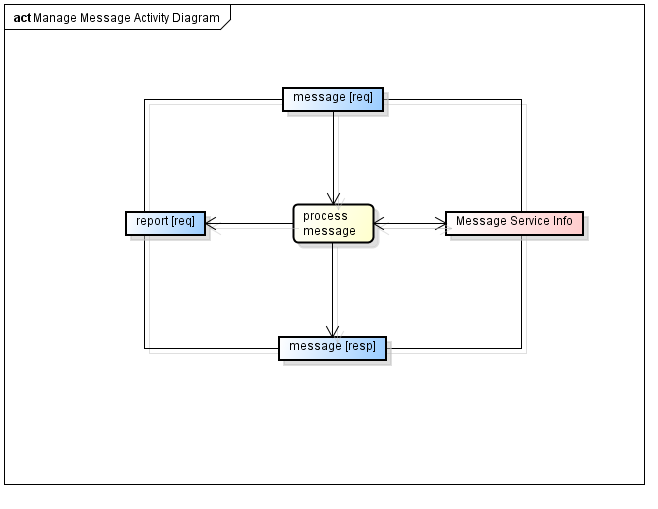 act Manage Message Activity Diagram
message [req]
report [req]
process
message
Message Service Info
message [resp]